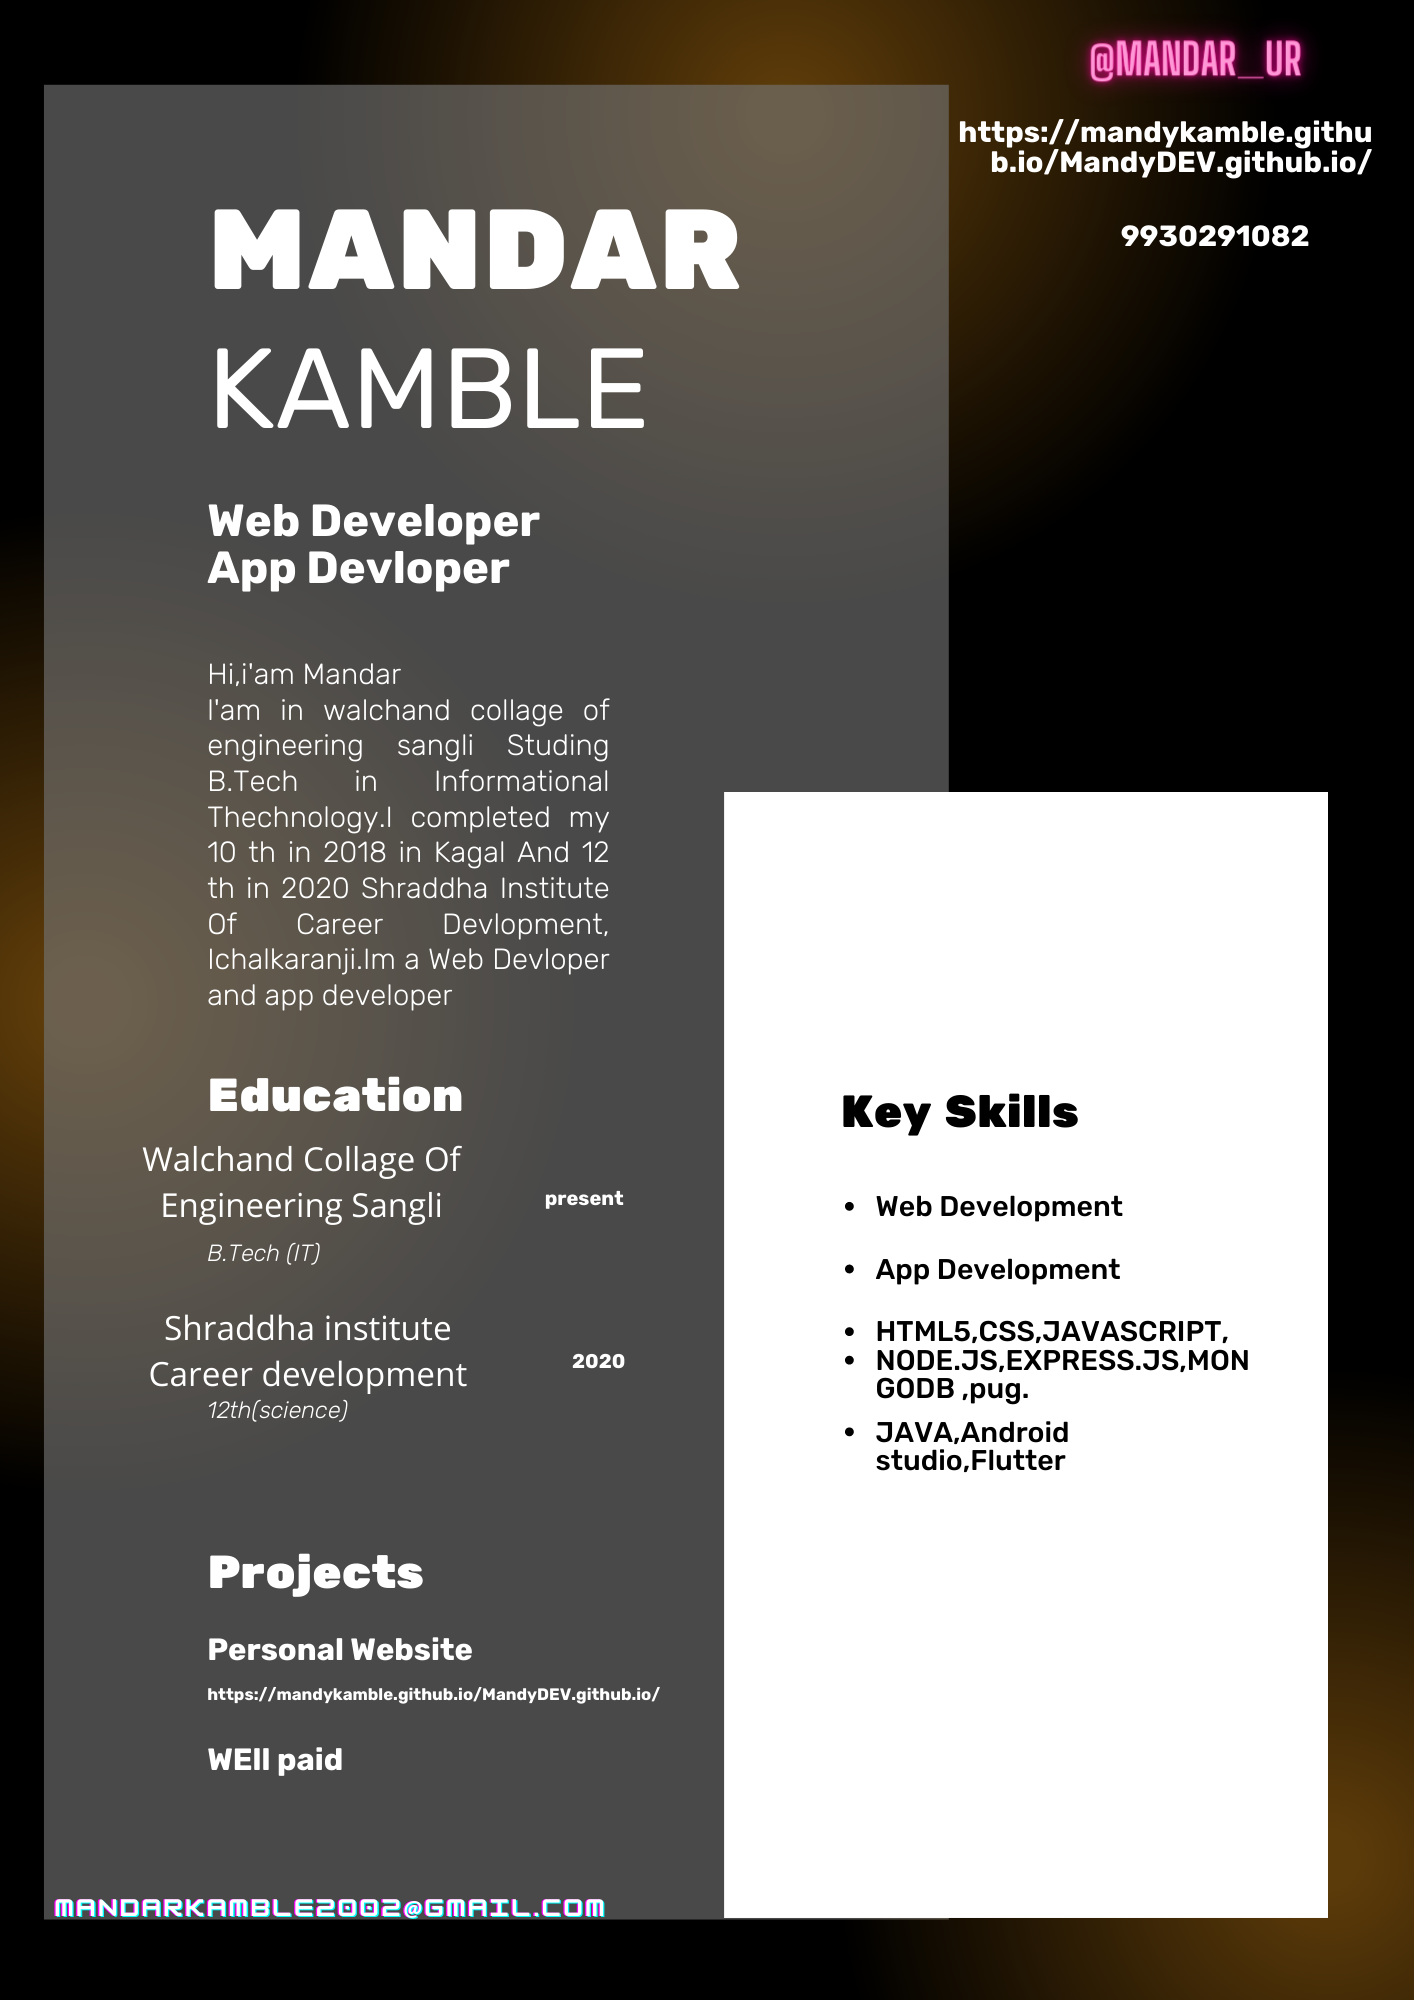 @MANDAR_UR
https://mandykamble.githu
b.io/MandyDEV.github.io/
9930291082
MANDAR
KAMBLE
Web Developer
App Devloper
Hi,i'am Mandar
I'am in walchand collage of
engineering sangli Studing
B.Tech in Informational
Thechnology.I completed my
10 th in 2018 in Kagal And 12
th in 2020 Shraddha Institute
Of Career Devlopment,
Ichalkaranji.Im a Web Devloper
and app developer
Education
Walchand Collage Of
Engineering Sangli
present
B.Tech (IT)
Shraddha institute
Career development
2020
12th(science)
Projects
Personal Website
https://mandykamble.github.io/MandyDEV.github.io/
WEll paid
MANDARKAMBLE2002@GMAIL.COM
Key Skills
• Web Development
• App Development
• HTML5,CSS,JAVASCRIPT,
• NODE.JS,EXPRESS.JS,MON
GODB ,pug.
• JAVA,Android
studio,Flutter